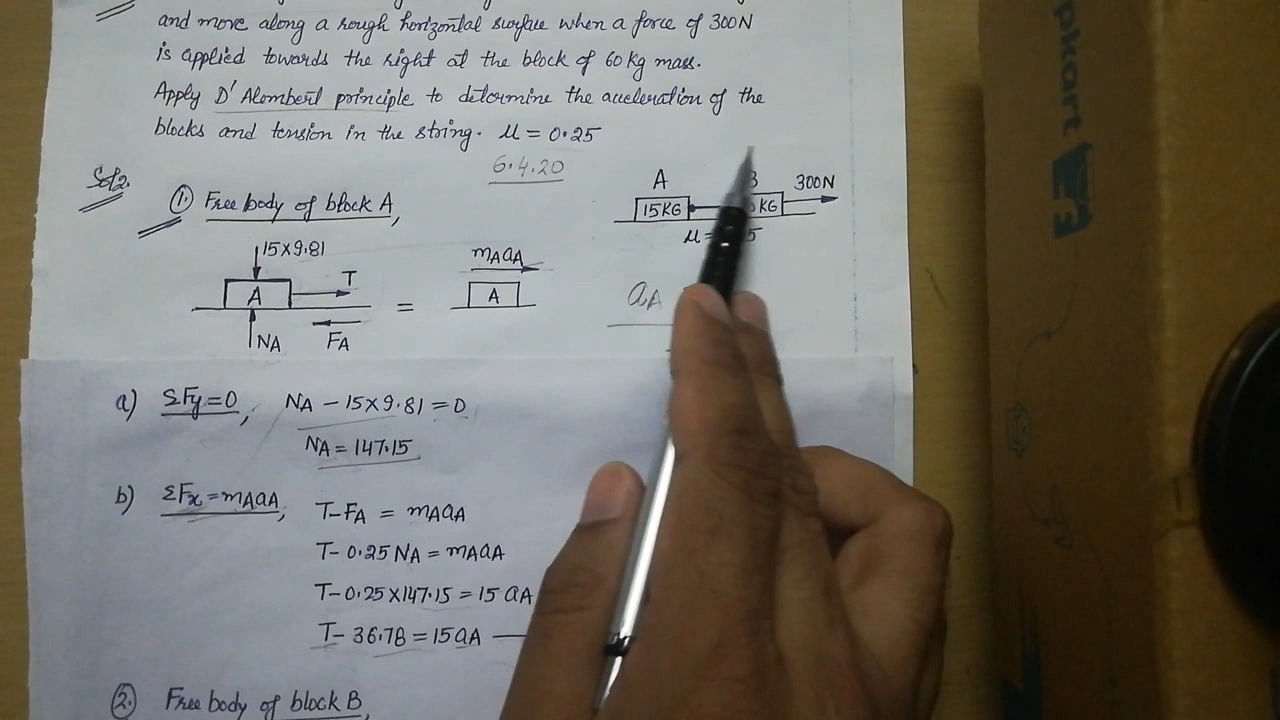 and move along a rough horizontal surface when a force of 300N
is applied towards the right at the block of 60 kg mass.
Apply D'Alembert principle to determine the acceleration of the
blocks and tension in the string. μ = 0.25
6.4.20
Sol2.
1. Free body of block A,
A
300N
15KG
KG
μ =
15×9.81
A
T
NA
FA
=
mAaA
A
aA
a) ΣFy=0, NA - 15×9.81 = 0
NA = 147.15
b) ΣFx = mAaA, T-FA = mAaA
T- 0.25 NA = mAaA
T- 0.25×147.15 = 15 aA
T- 36.78 = 15aA
2. Free body of block B,
pkart